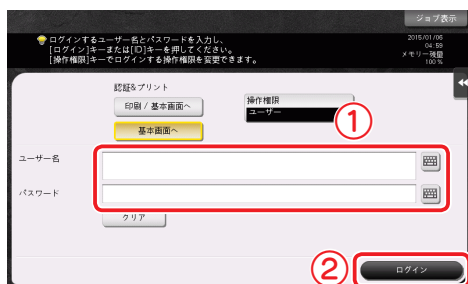 ジョブ表示
ログインするユーザー名とパスワードを入力し、
[ログイン]キーまたは[ID]キーを押してください。
[操作権限]キーでログインする操作権限を変更できます。
2015/01/06
04:59
メモリー残量
100 %
認証&プリント
印刷 / 基本画面へ
基本画面へ
操作権限
ユーザー
①
ユーザー名
パスワード
クリア
②
ログイン